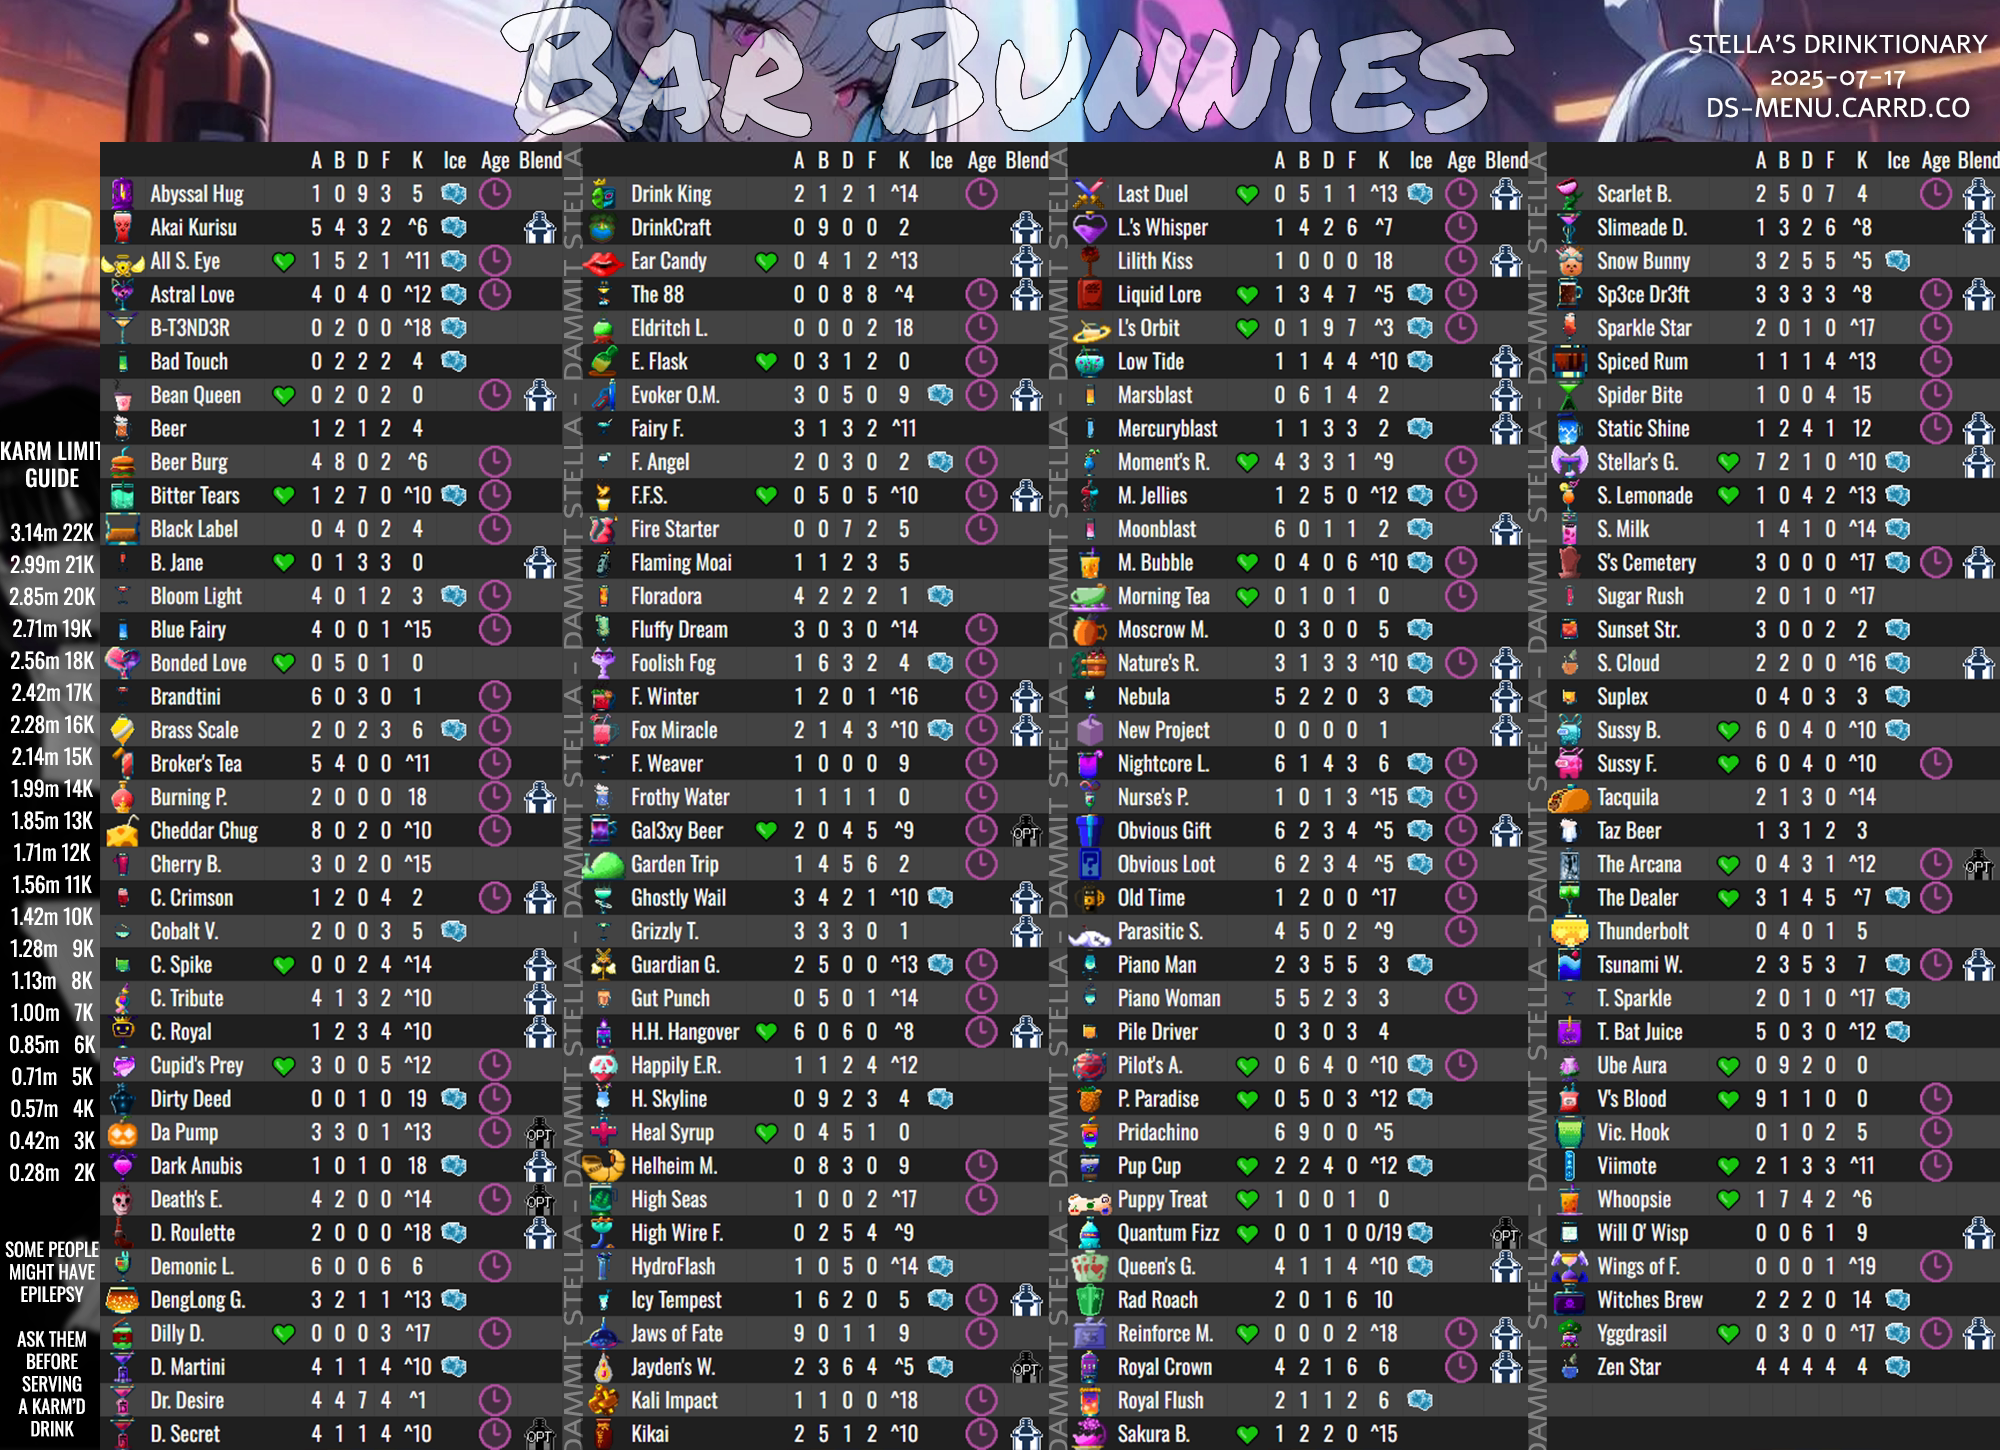 BAR BUNNIES
STELLA'S DRINKTIONARY
2025-07-17
DS-MENU.CARRD.CO
KARM LIMIT
GUIDE
3.14m 22K
2.99m 21K
2.85m 20K
2.71m 19K
2.56m 18K
2.42m 17K
2.28m 16K
2.14m 15K
1.99m 14K
1.85m 13K
1.71m 12K
1.56m 11K
1.42m 10K
1.28m 9K
1.13m 8K
1.00m 7K
0.85m 6K
0.71m 5K
0.57m 4K
0.42m 3K
0.28m 2K
SOME PEOPLE
MIGHT HAVE
EPILEPSY
ASK THEM
BEFORE
SERVING
A KARM'D
DRINK
A B D F K Ice Age Blend
Abyssal Hug 1 0 9 3 5
Akai Kurisu 5 4 3 2 ^6
All S. Eye 1 5 2 1 ^11
Astral Love 4 0 4 0 ^12
B-T3ND3R 0 2 0 0 ^18
Bad Touch 0 2 2 2 4
Bean Queen 0 2 0 2 0
Beer 1 2 1 2 4
Beer Burg 4 8 0 2 ^6
Bitter Tears 1 2 7 0 ^10
Black Label 0 4 0 2 4
B. Jane 0 1 3 3 0
Bloom Light 4 0 1 2 3
Blue Fairy 4 0 0 1 ^15
Bonded Love 0 5 0 1 0
Brandtini 6 0 3 0 1
Brass Scale 2 0 2 3 6
Broker's Tea 5 4 0 0 ^11
Burning P. 2 0 0 0 18
Cheddar Chug 8 0 2 0 ^10
Cherry B. 3 0 2 0 ^15
C. Crimson 1 2 0 4 2
Cobalt V. 2 0 0 3 5
C. Spike 0 0 2 4 ^14
C. Tribute 4 1 3 2 ^10
C. Royal 1 2 3 4 ^10
Cupid's Prey 3 0 0 5 ^12
Dirty Deed 0 0 1 0 19
Da Pump 3 3 0 1 ^13 OPT
Dark Anubis 1 0 1 0 18
Death's E. 4 2 0 0 ^14 OPT
D. Roulette 2 0 0 0 ^18
Demonic L. 6 0 0 6 6
DengLong G. 3 2 1 1 ^13
Dilly D. 0 0 0 3 ^17
D. Martini 4 1 1 4 ^10
Dr. Desire 4 4 7 4 ^1
D. Secret 4 1 1 4 ^10 OPT
DAMMIT STELLA - DAMMIT STELLA - DAMMIT STELLA - DAMMIT STELLA
A B D F K Ice Age Blend
Drink King 2 1 2 1 ^14
DrinkCraft 0 9 0 0 2
Ear Candy 0 4 1 2 ^13
The 88 0 0 8 8 ^4
Eldritch L. 0 0 0 2 18
E. Flask 0 3 1 2 0
Evoker O.M. 3 0 5 0 9
Fairy F. 3 1 3 2 ^11
F. Angel 2 0 3 0 2
F.F.S. 0 5 0 5 ^10
Fire Starter 0 0 7 2 5
Flaming Moai 1 1 2 3 5
Floradora 4 2 2 2 1
Fluffy Dream 3 0 3 0 ^14
Foolish Fog 1 6 3 2 4
F. Winter 1 2 0 1 ^16
Fox Miracle 2 1 4 3 ^10
F. Weaver 1 0 0 0 9
Frothy Water 1 1 1 1 0
Gal3xy Beer 2 0 4 5 ^9 OPT
Garden Trip 1 4 5 6 2
Ghostly Wail 3 4 2 1 ^10
Grizzly T. 3 3 3 0 1
Guardian G. 2 5 0 0 ^13
Gut Punch 0 5 0 1 ^14
H.H. Hangover 6 0 6 0 ^8
Happily E.R. 1 1 2 4 ^12
H. Skyline 0 9 2 3 4
Heal Syrup 0 4 5 1 0
Helheim M. 0 8 3 0 9
High Seas 1 0 0 2 ^17
High Wire F. 0 2 5 4 ^9
HydroFlash 1 0 5 0 ^14
Icy Tempest 1 6 2 0 5
Jaws of Fate 9 0 1 1 9
Jayden's W. 2 3 6 4 ^5 OPT
Kali Impact 1 1 0 0 ^18
Kikai 2 5 1 2 ^10
DAMMIT STELLA - DAMMIT STELLA - DAMMIT STELLA - DAMMIT STELLA
A B D F K Ice Age Blend
Last Duel 0 5 1 1 ^13
L.'s Whisper 1 4 2 6 ^7
Lilith Kiss 1 0 0 0 18
Liquid Lore 1 3 4 7 ^5
L's Orbit 0 1 9 7 ^3
Low Tide 1 1 4 4 ^10
Marsblast 0 6 1 4 2
Mercuryblast 1 1 3 3 2
Moment's R. 4 3 3 1 ^9
M. Jellies 1 2 5 0 ^12
Moonblast 6 0 1 1 2
M. Bubble 0 4 0 6 ^10
Morning Tea 0 1 0 1 0
Moscrow M. 0 3 0 0 5
Nature's R. 3 1 3 3 ^10
Nebula 5 2 2 0 3
New Project 0 0 0 0 1
Nightcore L. 6 1 4 3 6
Nurse's P. 1 0 1 3 ^15
Obvious Gift 6 2 3 4 ^5
Obvious Loot 6 2 3 4 ^5
Old Time 1 2 0 0 ^17
Parasitic S. 4 5 0 2 ^9
Piano Man 2 3 5 5 3
Piano Woman 5 5 2 3 3
Pile Driver 0 3 0 3 4
Pilot's A. 0 6 4 0 ^10
P. Paradise 0 5 0 3 ^12
Pridachino 6 9 0 0 ^5
Pup Cup 2 2 4 0 ^12
Puppy Treat 1 0 0 1 0
Quantum Fizz 0 0 1 0 0/19 OPT
Queen's G. 4 1 1 4 ^10
Rad Roach 2 0 1 6 10
Reinforce M. 0 0 0 2 ^18
Royal Crown 4 2 1 6 6
Royal Flush 2 1 1 2 6
Sakura B. 1 2 2 0 ^15
DAMMIT STELLA - DAMMIT STELLA - DAMMIT STELLA - DAMMIT STELLA
A B D F K Ice Age Blend
Scarlet B. 2 5 0 7 4
Slimeade D. 1 3 2 6 ^8
Snow Bunny 3 2 5 5 ^5
Sp3ce Dr3ft 3 3 3 3 ^8
Sparkle Star 2 0 1 0 ^17
Spiced Rum 1 1 1 4 ^13
Spider Bite 1 0 0 4 15
Static Shine 1 2 4 1 12
Stellar's G. 7 2 1 0 ^10
S. Lemonade 1 0 4 2 ^13
S. Milk 1 4 1 0 ^14
S's Cemetery 3 0 0 0 ^17
Sugar Rush 2 0 1 0 ^17
Sunset Str. 3 0 0 2 2
S. Cloud 2 2 0 0 ^16
Suplex 0 4 0 3 3
Sussy B. 6 0 4 0 ^10
Sussy F. 6 0 4 0 ^10
Tacquila 2 1 3 0 ^14
Taz Beer 1 3 1 2 3
The Arcana 0 4 3 1 ^12 OPT
The Dealer 3 1 4 5 ^7
Thunderbolt 0 4 0 1 5
Tsunami W. 2 3 5 3 7
T. Sparkle 2 0 1 0 ^17
T. Bat Juice 5 0 3 0 ^12
Ube Aura 0 9 2 0 0
V's Blood 9 1 1 0 0
Vic. Hook 0 1 0 2 5
Viimote 2 1 3 3 ^11
Whoopsie 1 7 4 2 ^6
Will O' Wisp 0 0 6 1 9
Wings of F. 0 0 0 1 ^19
Witches Brew 2 2 2 0 14
Yggdrasil 0 3 0 0 ^17
Zen Star 4 4 4 4 4